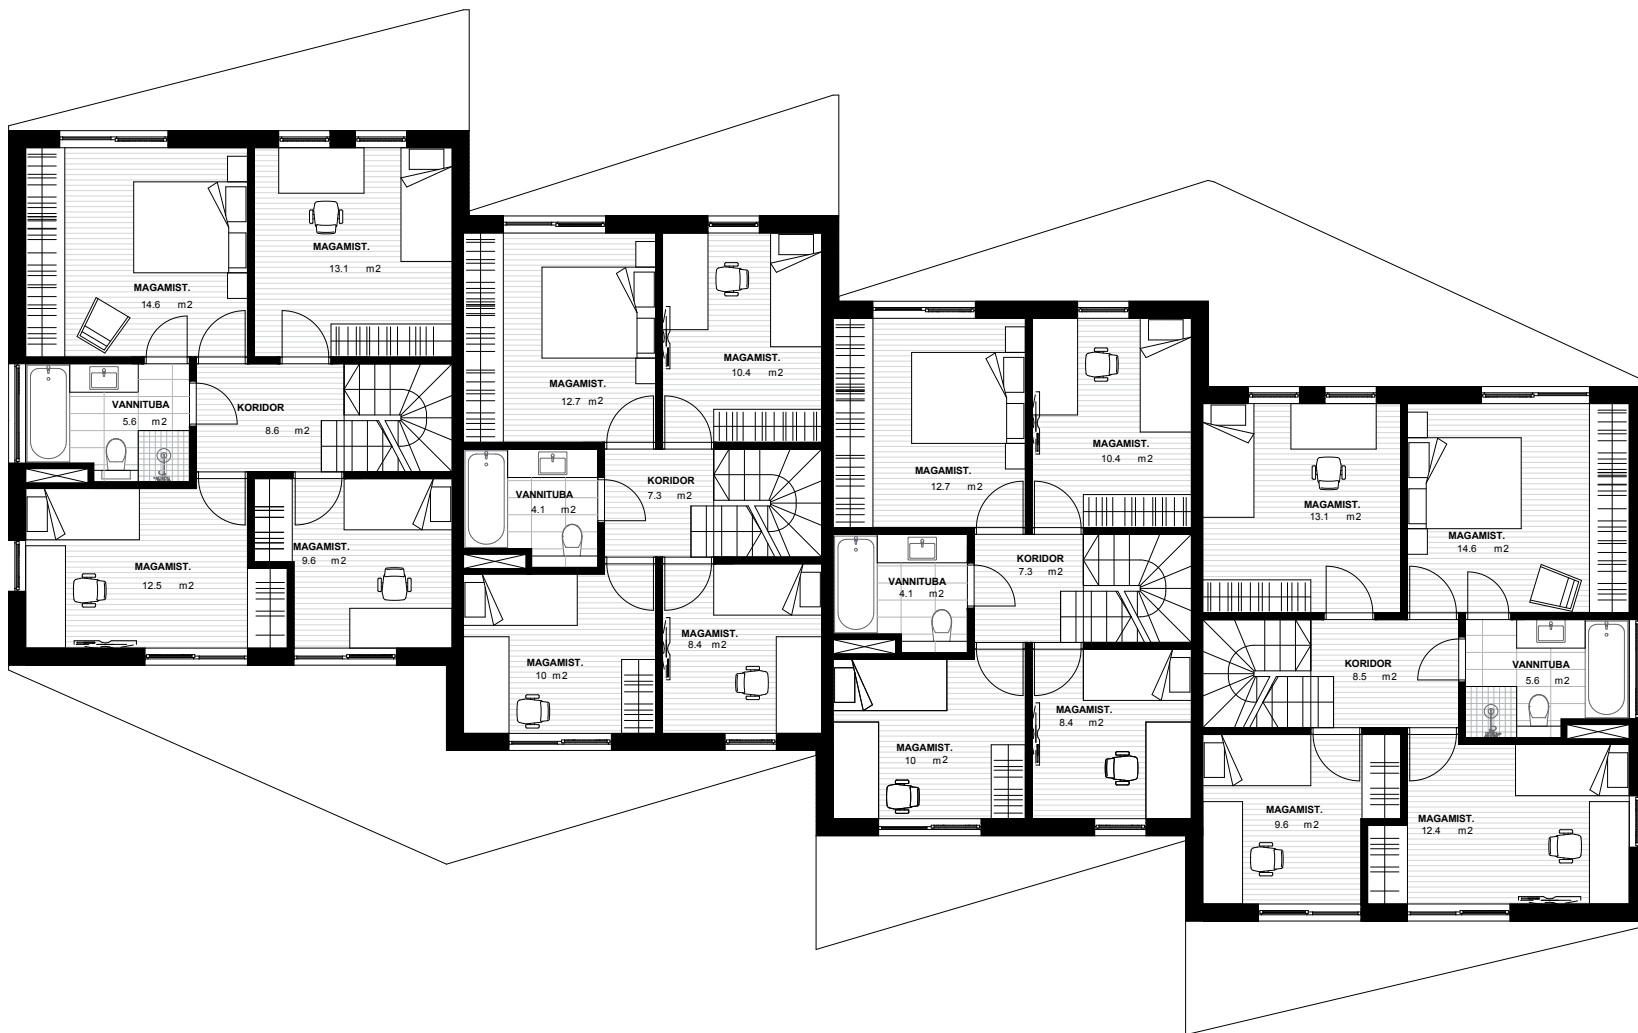 MAGAMIST.
14.6 m2
MAGAMIST.
13.1 m2
VANNITUBA
5.6 m2
KORIDOR
8.6 m2
MAGAMIST.
12.5 m2
MAGAMIST.
9.6 m2
MAGAMIST.
12.7 m2
MAGAMIST.
10.4 m2
VANNITUBA
4.1 m2
KORIDOR
7.3 m2
MAGAMIST.
10 m2
MAGAMIST.
8.4 m2
MAGAMIST.
12.7 m2
MAGAMIST.
10.4 m2
VANNITUBA
4.1 m2
KORIDOR
7.3 m2
MAGAMIST.
10 m2
MAGAMIST.
8.4 m2
MAGAMIST.
13.1 m2
MAGAMIST.
14.6 m2
KORIDOR
8.5 m2
VANNITUBA
5.6 m2
MAGAMIST.
9.6 m2
MAGAMIST.
12.4 m2